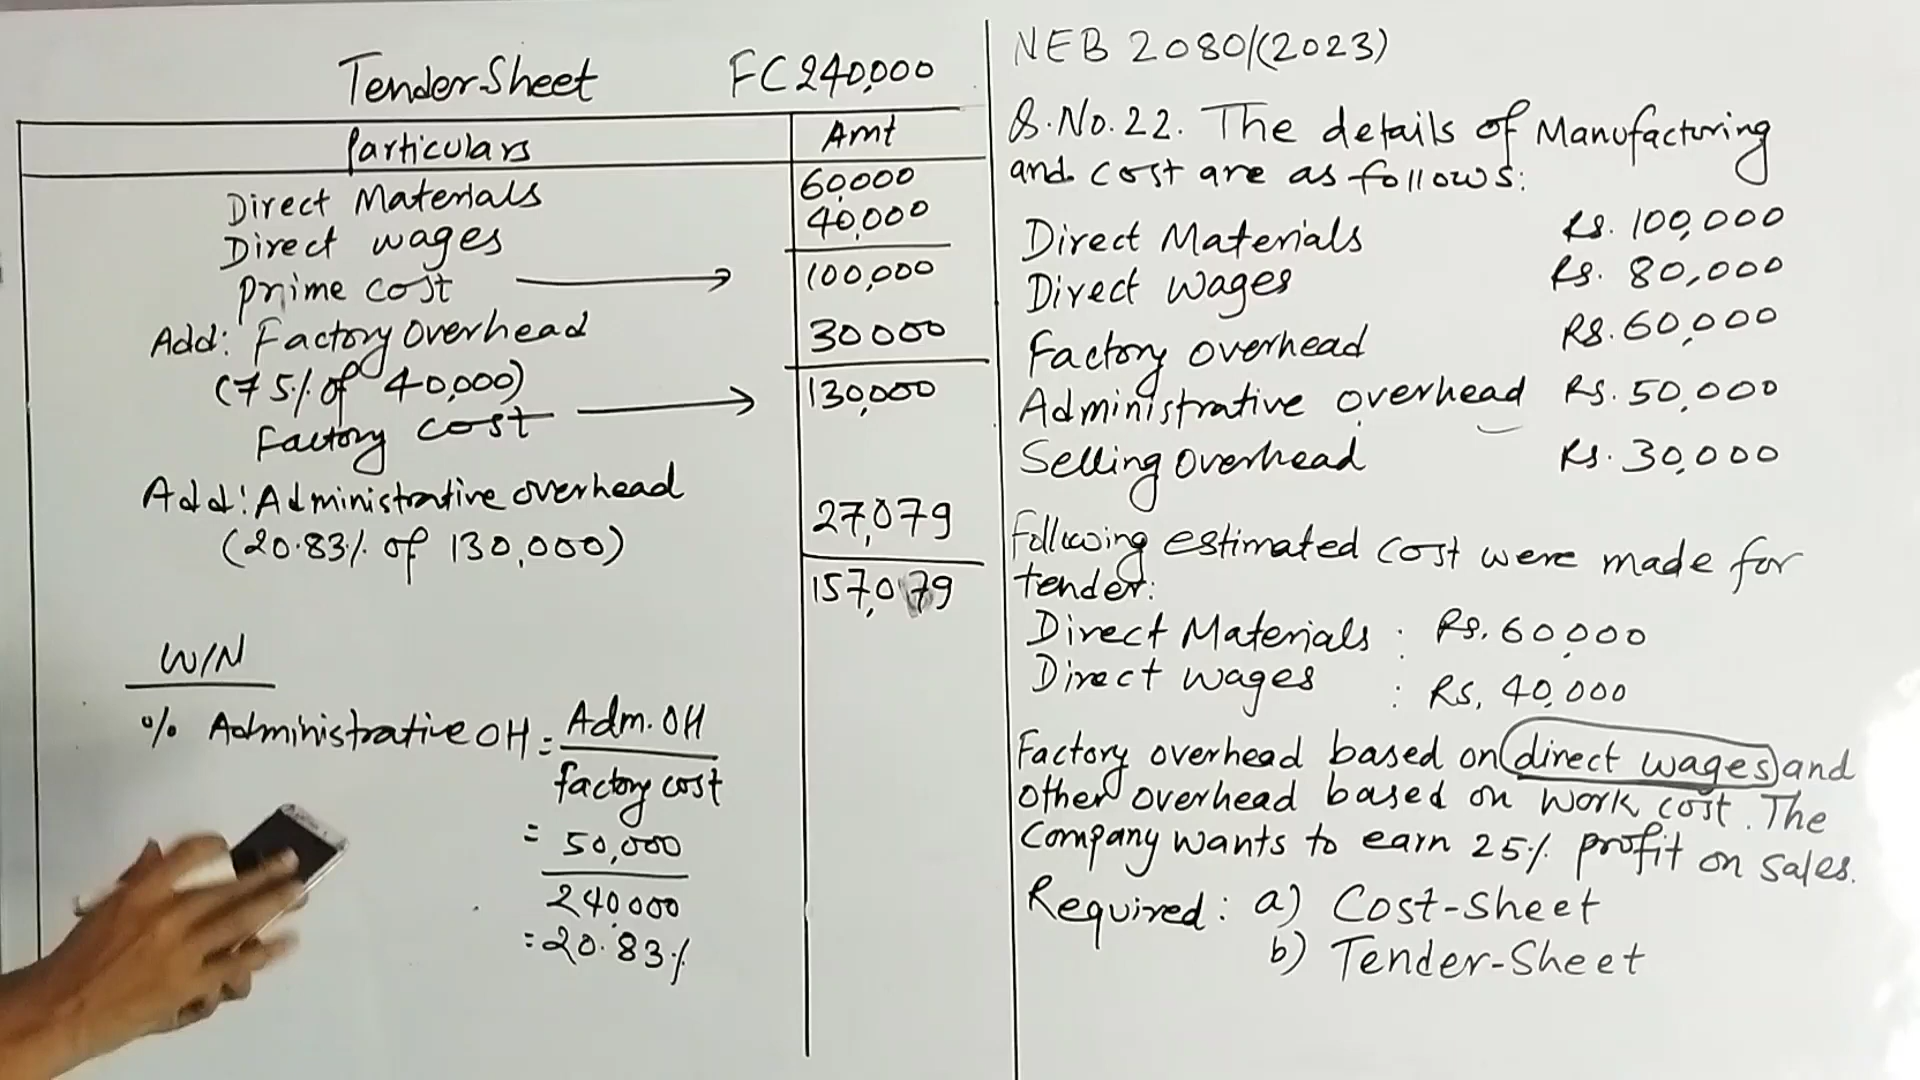 Tender-Sheet FC 240,000
Particulars Amt
Direct Materials 60,000
Direct wages 40,000
Prime cost 100,000
Add: Factory overhead 30000
(75% of 40,000)
Factory cost 130,000
Add: Administrative overhead
(20.83% of 130,000) 27,079
157,079
W/N
% Administrative OH = Adm. OH
factory cost
= 50,000
240,000
= 20.83%
NEB 2080/(2023)
Q.No.22. The details of Manufacturing
and cost are as follows:
Direct Materials Rs. 100,000
Direct Wages Rs. 80,000
Factory overhead Rs. 60,000
Administrative overhead Rs. 50,000
Selling overhead Rs. 30,000
Following estimated cost were made for
tender:
Direct Materials : Rs. 60,000
Direct wages : Rs, 40,000
Factory overhead based on direct wages and
other overhead based on work cost. The
Company wants to earn 25% profit on sales.
Required: a) Cost-Sheet
b) Tender-Sheet